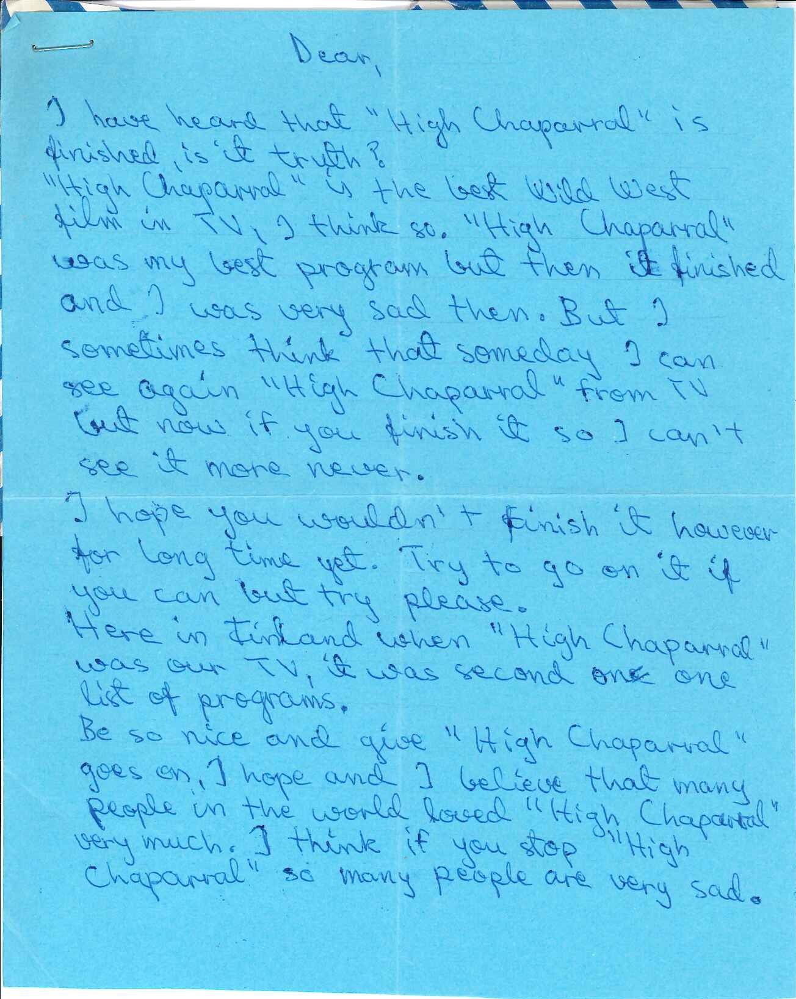 Dear,
I have heard that "High Chaparral" is
finished, is it truth?
"High Chaparral" is the best Wild West
film in TV, I think so. "High Chaparral"
was my best program but then it finished
and I was very sad then. But I
sometimes think that someday I can
see again "High Chaparral" from TV
but now if you finish it so I can't
see it more never.
I hope you wouldn't finish it however
for long time yet. Try to go on it if
you can but try please.
Here in Finland when "High Chaparral"
was our TV, it was second one one
list of programs.
Be so nice and give "High Chaparral"
goes on, I hope and I believe that many
people in the world loved "High Chaparral"
very much. I think if you stop "High
Chaparral" so many people are very sad.